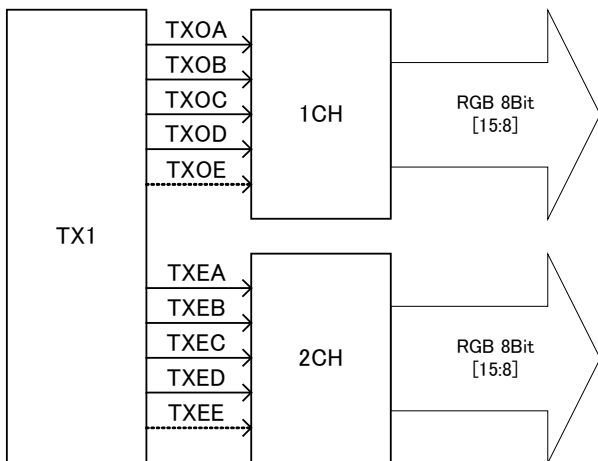 TX1
TXOA
TXOB
TXOC
TXOD
TXOE
1CH
RGB 8Bit
[15:8]
TXEA
TXEB
TXEC
TXED
TXEE
2CH
RGB 8Bit
[15:8]